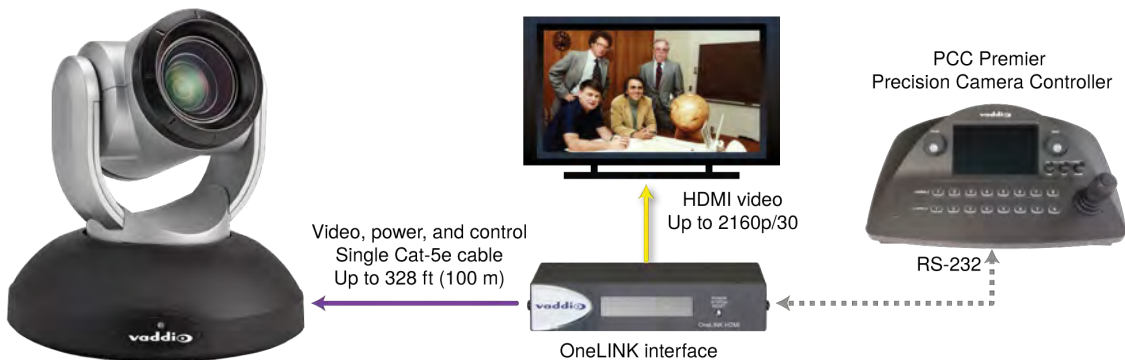 PCC Premier
Precision Camera Controller
vaddio
HDMI video
Up to 2160p/30
Video, power, and control
Single Cat-5e cable
Up to 328 ft (100 m)
RS-232
vaddio
OneLINK HDMI
vaddio
OneLINK interface